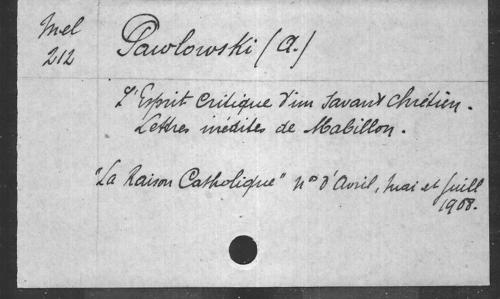 Mel
212
Pawlowski (A.)
L'Esprit Critique d'un Savant Chrétien.
Lettres inédites de Mabillon.
"La Raison Catholique" nos d'Avril, Mai et Juill
1908.